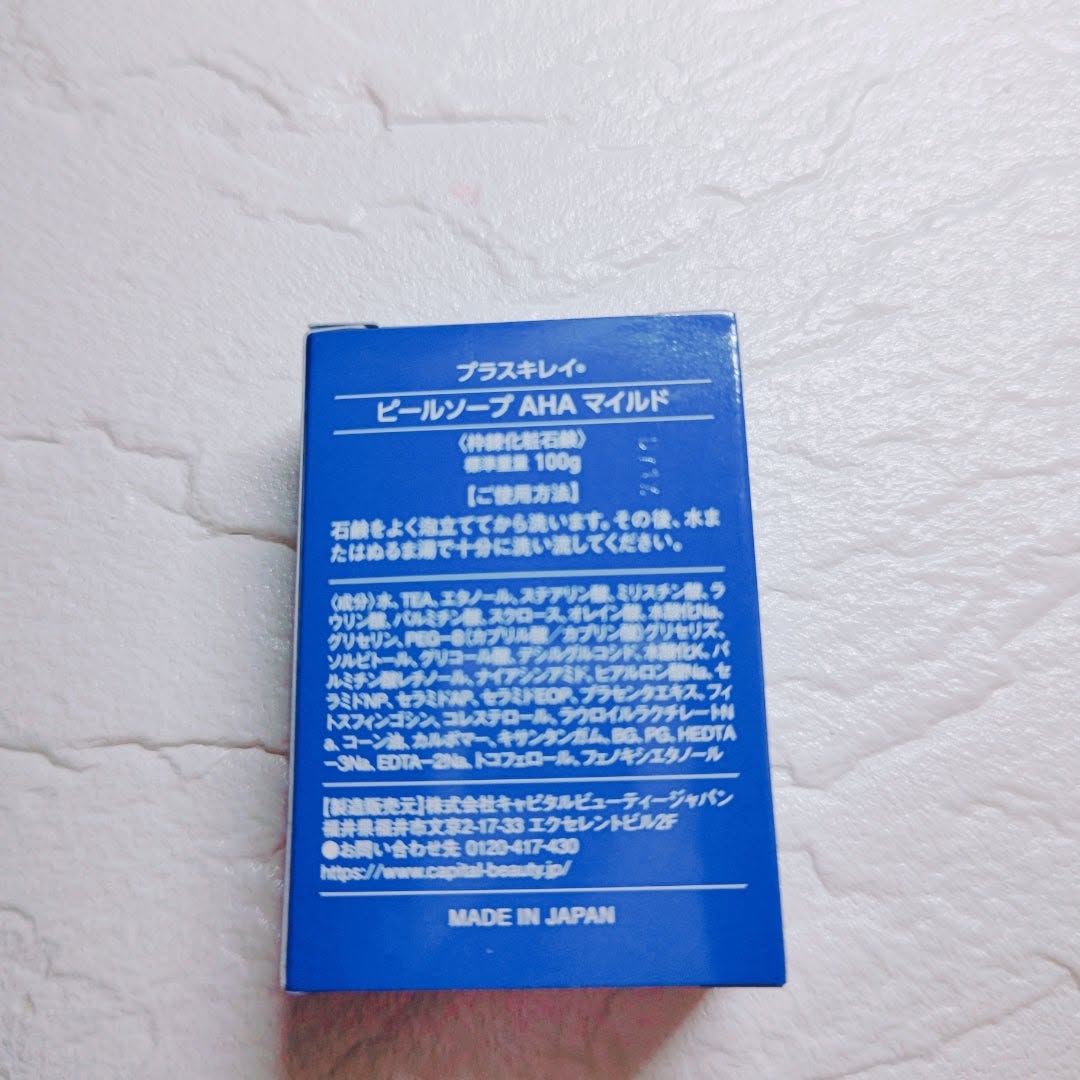 プラスキレイ®
ピールソープ AHA マイルド
〈枠練化粧石鹸〉
標準重量 100g
【ご使用方法】
石鹸をよく泡立ててから洗います。その後、水ま
たはぬるま湯で十分に洗い流してください。
〈成分〉水、TEA、エタノール、ステアリン酸、ミリスチン酸、ラ
ウリン酸、パルミチン酸、スクロース、オレイン酸、水酸化Na、
グリセリン、PEG-8(カプリル酸/カプリン酸)グリセリズ、
ソルビトール、グリコール酸、デシルグルコシド、水酸化K、パ
ルミチン酸レチノール、ナイアシンアミド、ヒアルロン酸Na、セ
ラミドNP、セラミドAP、セラミドEOP、プラセンタエキス、フィ
トスフィンゴシン、コレステロール、ラウロイルラクチレートN
a、コーン油、カルボマー、キサンタンガム、BG、PG、HEDTA
-3Na、EDTA-2Na、トコフェロール、フェノキシエタノール
【製造販売元】株式会社キャピタルビューティージャパン
福井県福井市文京2-17-33 エクセレントビル2F
●お問い合わせ先 0120-417-430
https://www.capital-beauty.jp/
MADE IN JAPAN